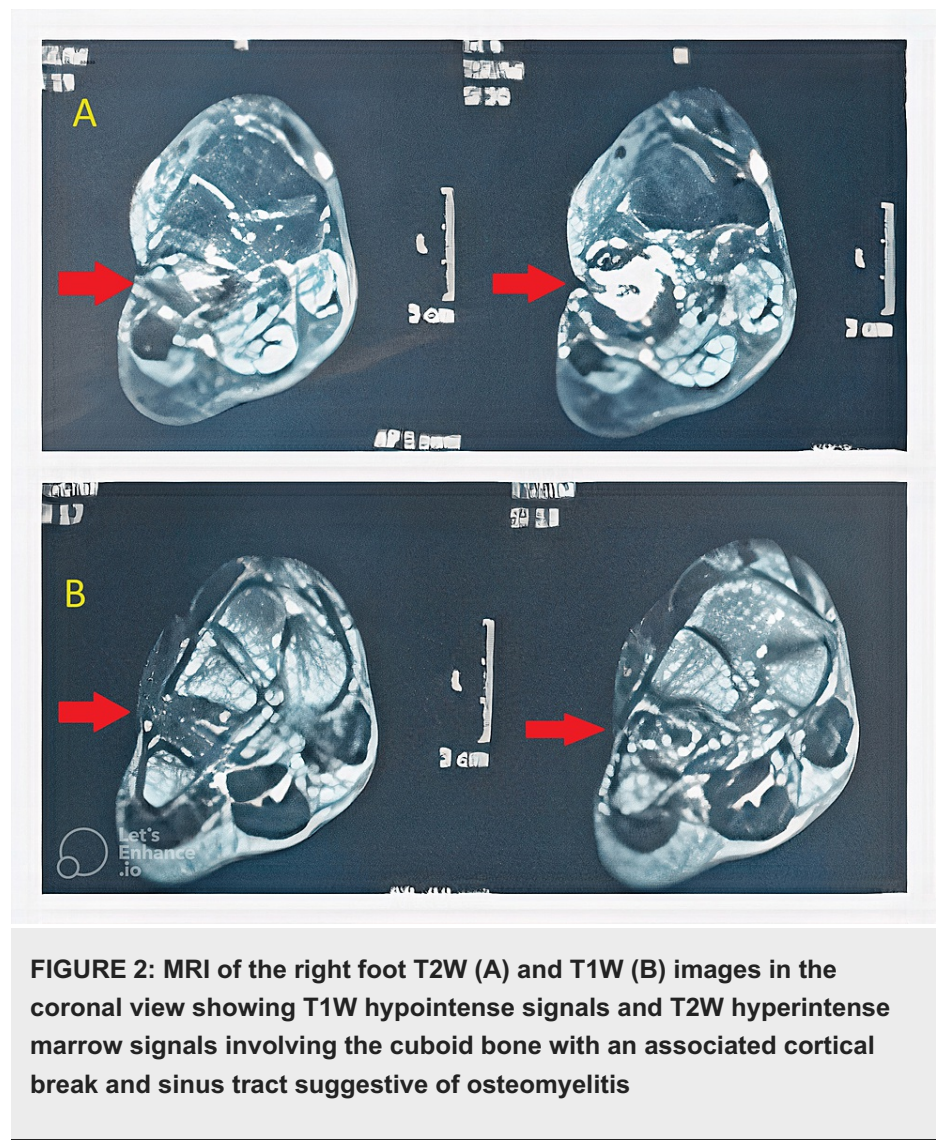 A
B
Let's
Enhance
.io
FIGURE 2: MRI of the right foot T2W (A) and T1W (B) images in the
coronal view showing T1W hypointense signals and T2W hyperintense
marrow signals involving the cuboid bone with an associated cortical
break and sinus tract suggestive of osteomyelitis